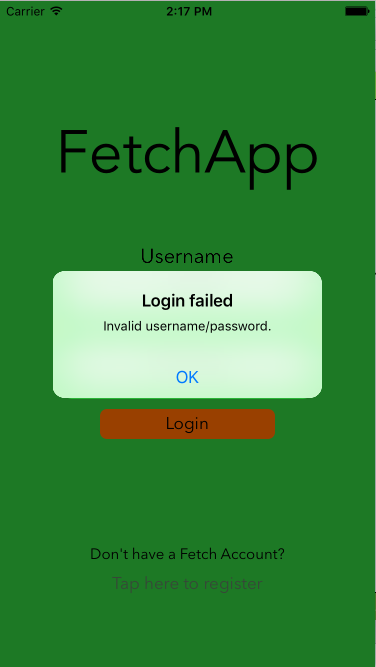 Carrier 2:17 PM
FetchApp
Username
Login failed
Invalid username/password.
OK
Login
Don't have a Fetch Account?
Tap here to register